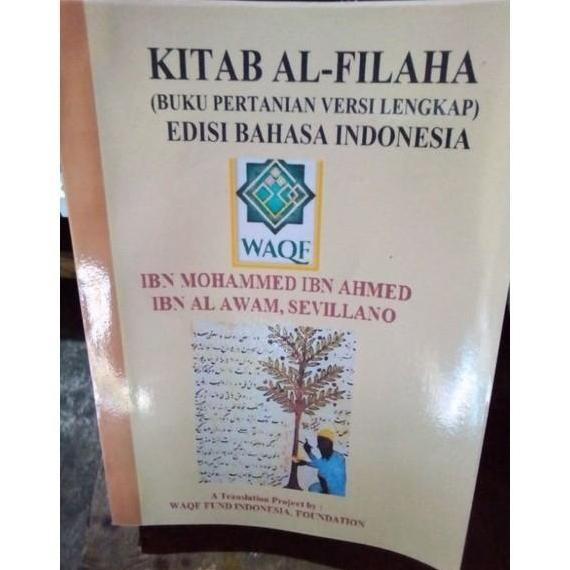 KITAB AL-FILAHA
(BUKU PERTANIAN VERSI LENGKAP)
EDISI BAHASA INDONESIA
WAQF
IBN MOHAMMED IBN AHMED
IBN AL AWAM, SEVILLANO
A Translation Project by :
WAQF FUND INDONESIA, FOUNDATION